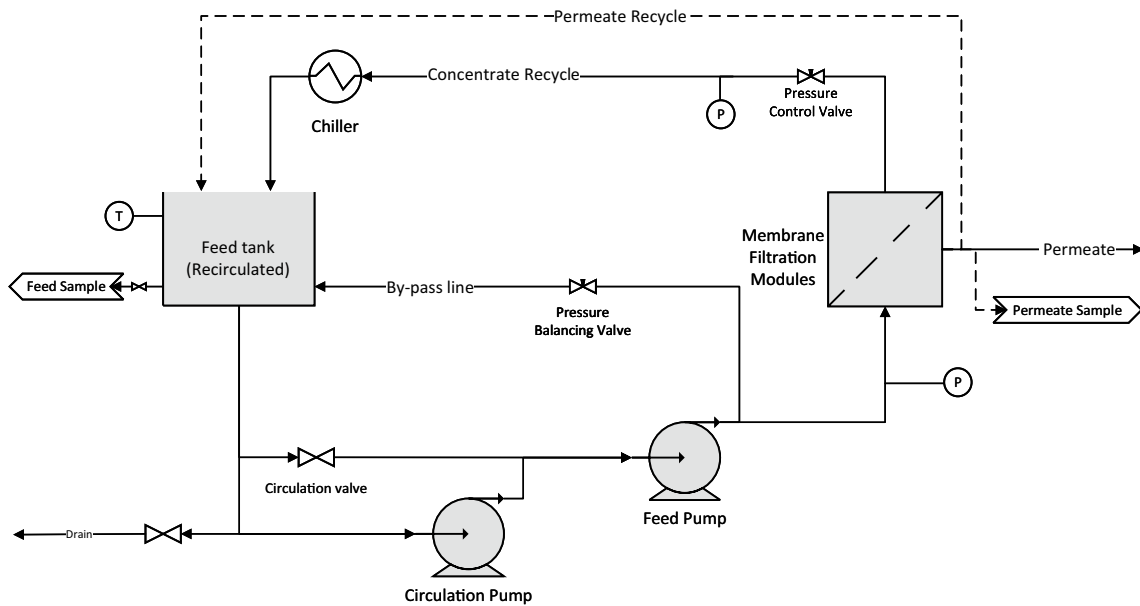 Permeate Recycle
Concentrate Recycle
Chiller
P
Pressure
Control Valve
T
Feed tank
(Recirculated)
Membrane
Filtration
Modules
Permeate
Feed Sample
By-pass line
Pressure
Balancing Valve
Permeate Sample
P
Circulation valve
Feed Pump
Drain
Circulation Pump